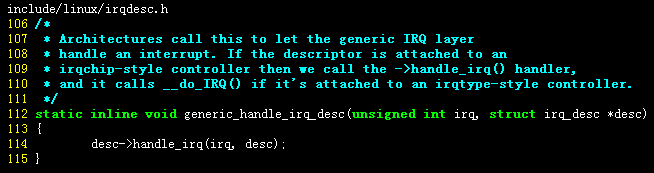 include/linux/irqdesc.h
106 /*
107  * Architectures call this to let the generic IRQ layer
108  * handle an interrupt. If the descriptor is attached to an
109  * irqchip-style controller then we call the ->handle_irq() handler,
110  * and it calls __do_IRQ() if it's attached to an irqtype-style controller.
111  */
112 static inline void generic_handle_irq_desc(unsigned int irq, struct irq_desc *desc)
113 {
114         desc->handle_irq(irq, desc);
115 }